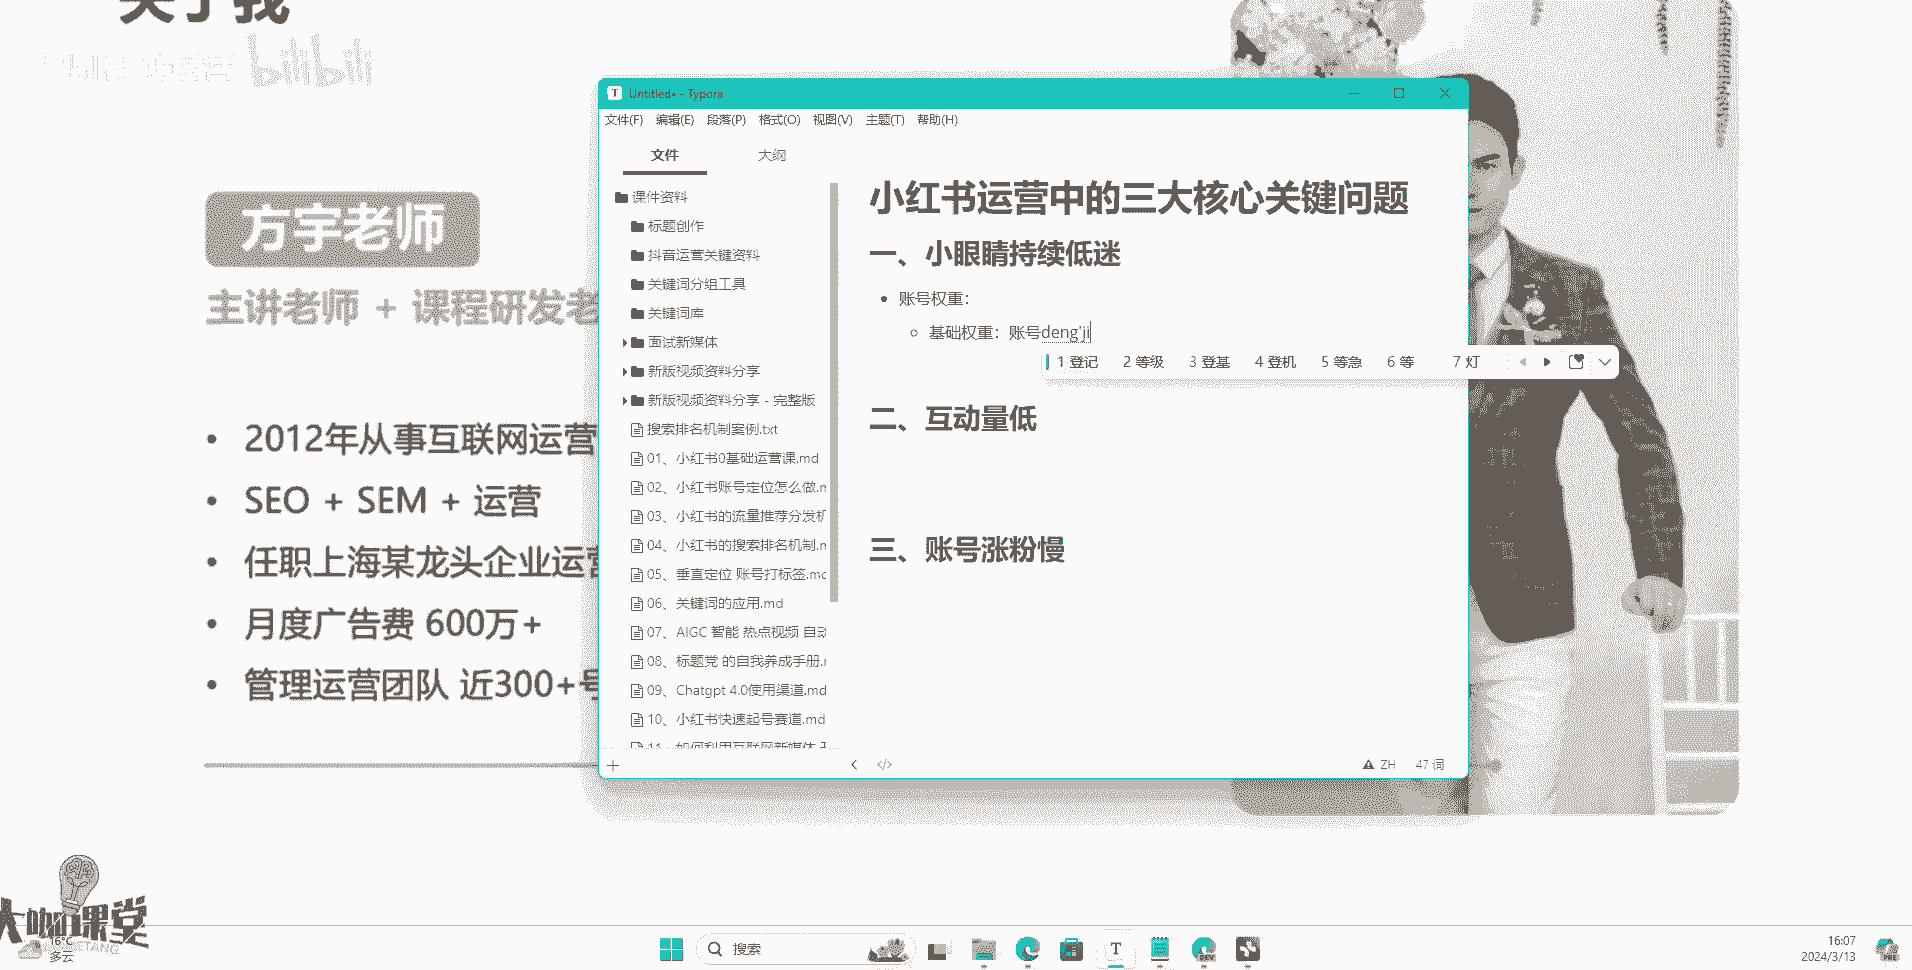 关于我
bilibili
方宇老师
主讲老师 + 课程研发老
2012年从事互联网运营
SEO + SEM + 运营
任职上海某龙头企业运营
月度广告费 600万+
管理运营团队 近300+号
Untitled• - Typora
文件(F) 编辑(E) 段落(P) 格式(O) 视图(V) 主题(T) 帮助(H)
文件 大纲
课件资料
标题创作
抖音运营关键资料
关键词分组工具
关键词库
面试新媒体
新版视频资料分享
新版视频资料分享 - 完整版
搜索排名机制案例.txt
01、小红书0基础运营课.md
02、小红书账号定位怎么做.m
03、小红书的流量推荐分发机
04、小红书的搜索排名机制.m
05、垂直定位 账号打标签.md
06、关键词的应用.md
07、AIGC 智能 热点视频 自动
08、标题党 的自我养成手册.m
09、Chatgpt 4.0使用渠道.md
10、小红书快速起号赛道.md
11、如何利用互联网新媒体
小红书运营中的三大核心关键问题
一、小眼睛持续低迷
账号权重：
基础权重：账号deng'ji
1 登记 2 等级 3 登基 4 登机 5 等急 6 等 7 灯
二、互动量低
三、账号涨粉慢
ZH 47 词
大咖课堂
16°C
多云
搜索
T
DEV
16:07
2024/3/13
PRE